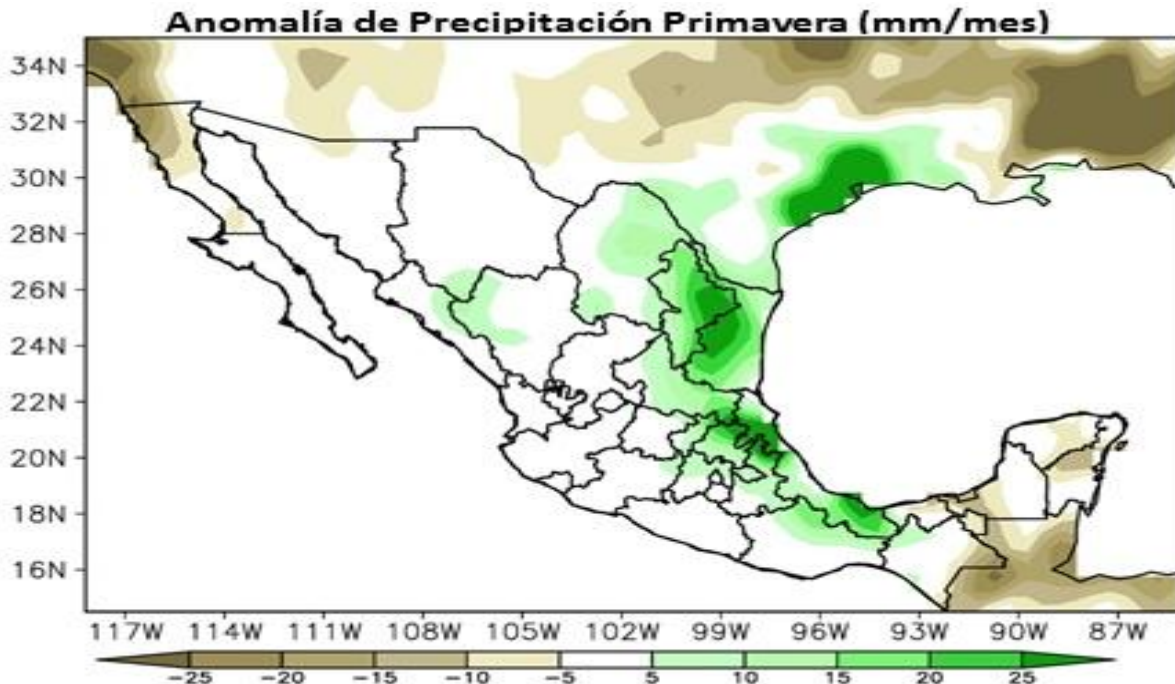 Anomalía de Precipitación Primavera (mm/mes)
34N
32N
30N
28N
26N
24N
22N
20N
18N
16N
117W 114W 111W 108W 105W 102W 99W 96W 93W 90W 87W
−25 −20 −15 −10 −5 5 10 15 20 25